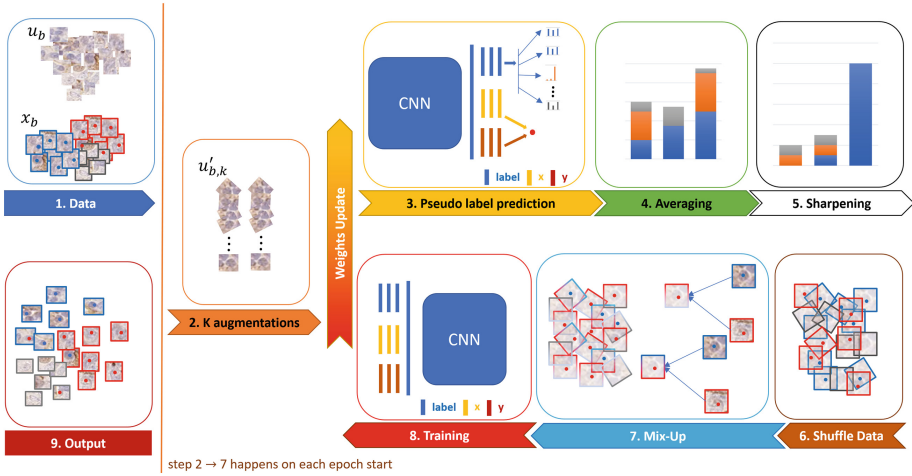 u_b
x_b
1. Data
u'_{b,k}
2. K augmentations
Weights Update
CNN
label x y
3. Pseudo label prediction
4. Averaging
5. Sharpening
CNN
label x y
8. Training
7. Mix-Up
6. Shuffle Data
9. Output
step 2 → 7 happens on each epoch start